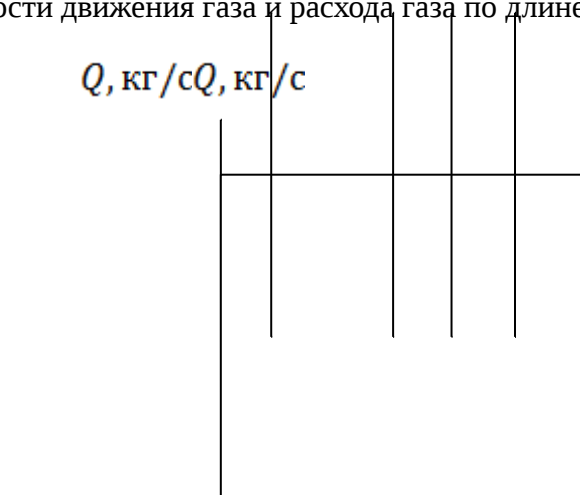 ости движения газа и расхода газа по длине
Q, кг/сQ, кг/с